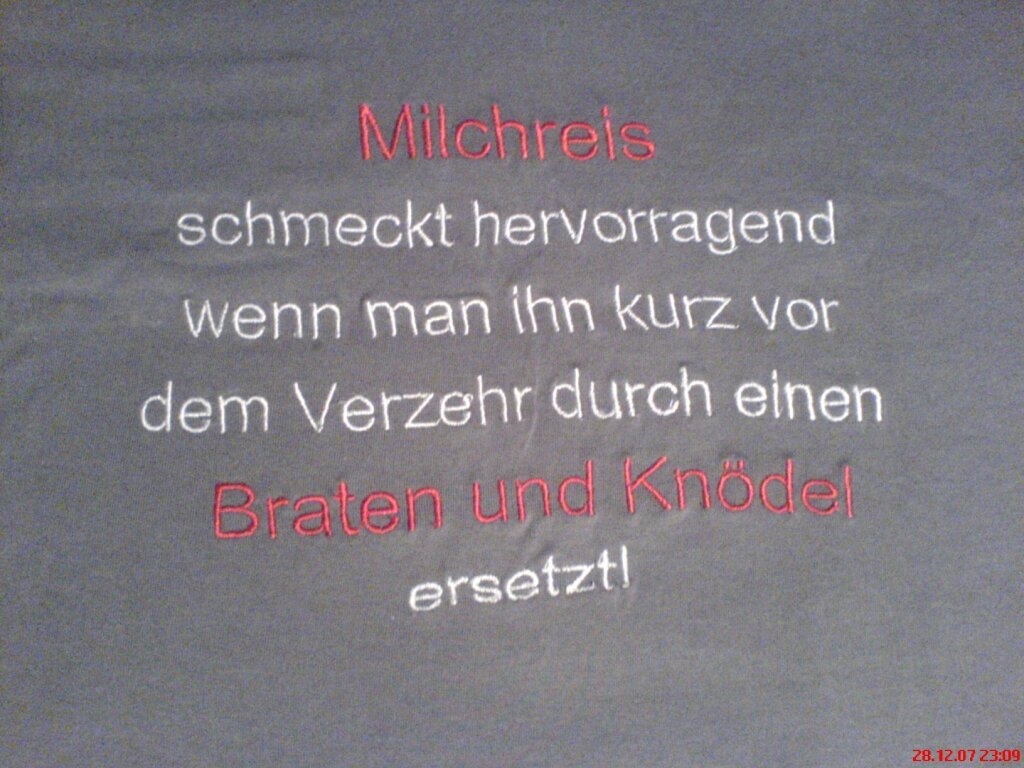 Milchreis
schmeckt hervorragend
wenn man ihn kurz vor
dem Verzehr durch einen
Braten und Knödel
ersetzt!
28.12.07 23:09